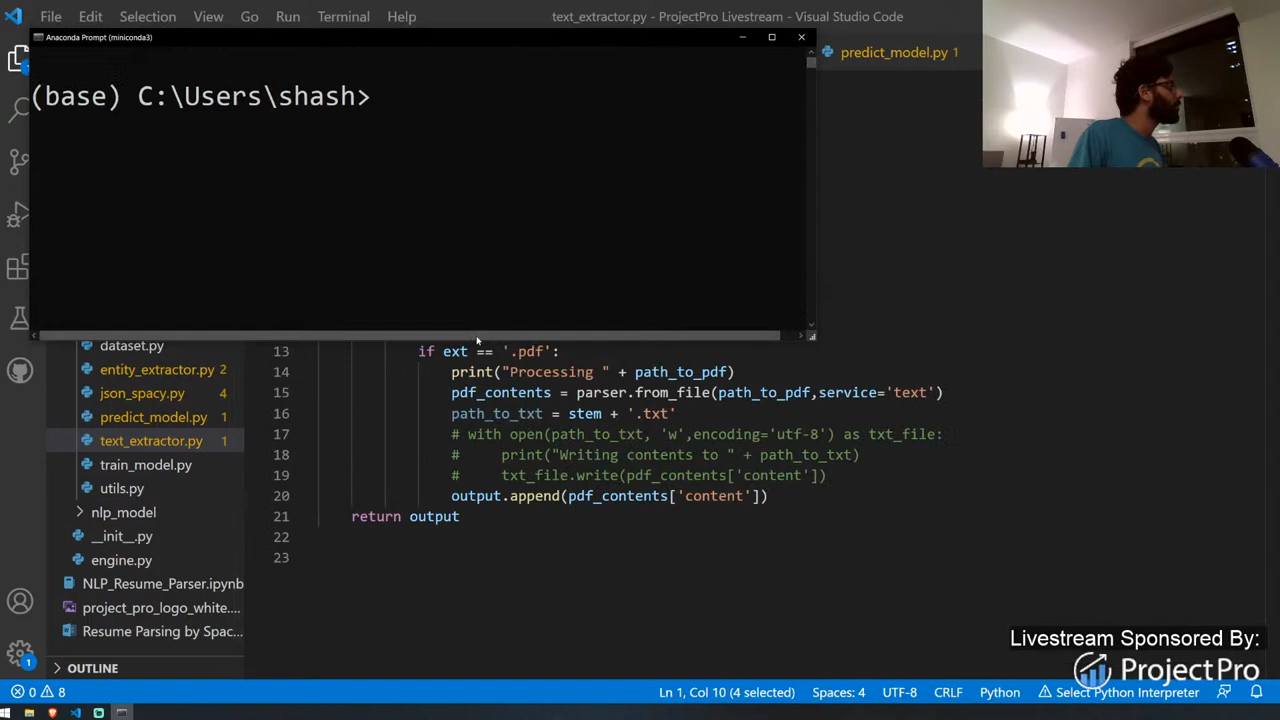 File Edit Selection View Go Run Terminal Help
text_extractor.py - ProjectPro Livestream - Visual Studio Code
Anaconda Prompt (miniconda3)
predict_model.py 1
(base) C:\Users\shash>
dataset.py
entity_extractor.py 2
json_spacy.py 4
predict_model.py 1
text_extractor.py 1
train_model.py
utils.py
nlp_model
__init__.py
engine.py
NLP_Resume_Parser.ipynb
project_pro_logo_white....
Resume Parsing by Spac...
OUTLINE
13 if ext == '.pdf':
14 print("Processing " + path_to_pdf)
15 pdf_contents = parser.from_file(path_to_pdf,service='text')
16 path_to_txt = stem + '.txt'
17 # with open(path_to_txt, 'w',encoding='utf-8') as txt_file:
18 #     print("Writing contents to " + path_to_txt)
19 #     txt_file.write(pdf_contents['content'])
20 output.append(pdf_contents['content'])
21 return output
22
23
Livestream Sponsored By:
ProjectPro
1
0 8
Ln 1, Col 10 (4 selected) Spaces: 4 UTF-8 CRLF Python Select Python Interpreter